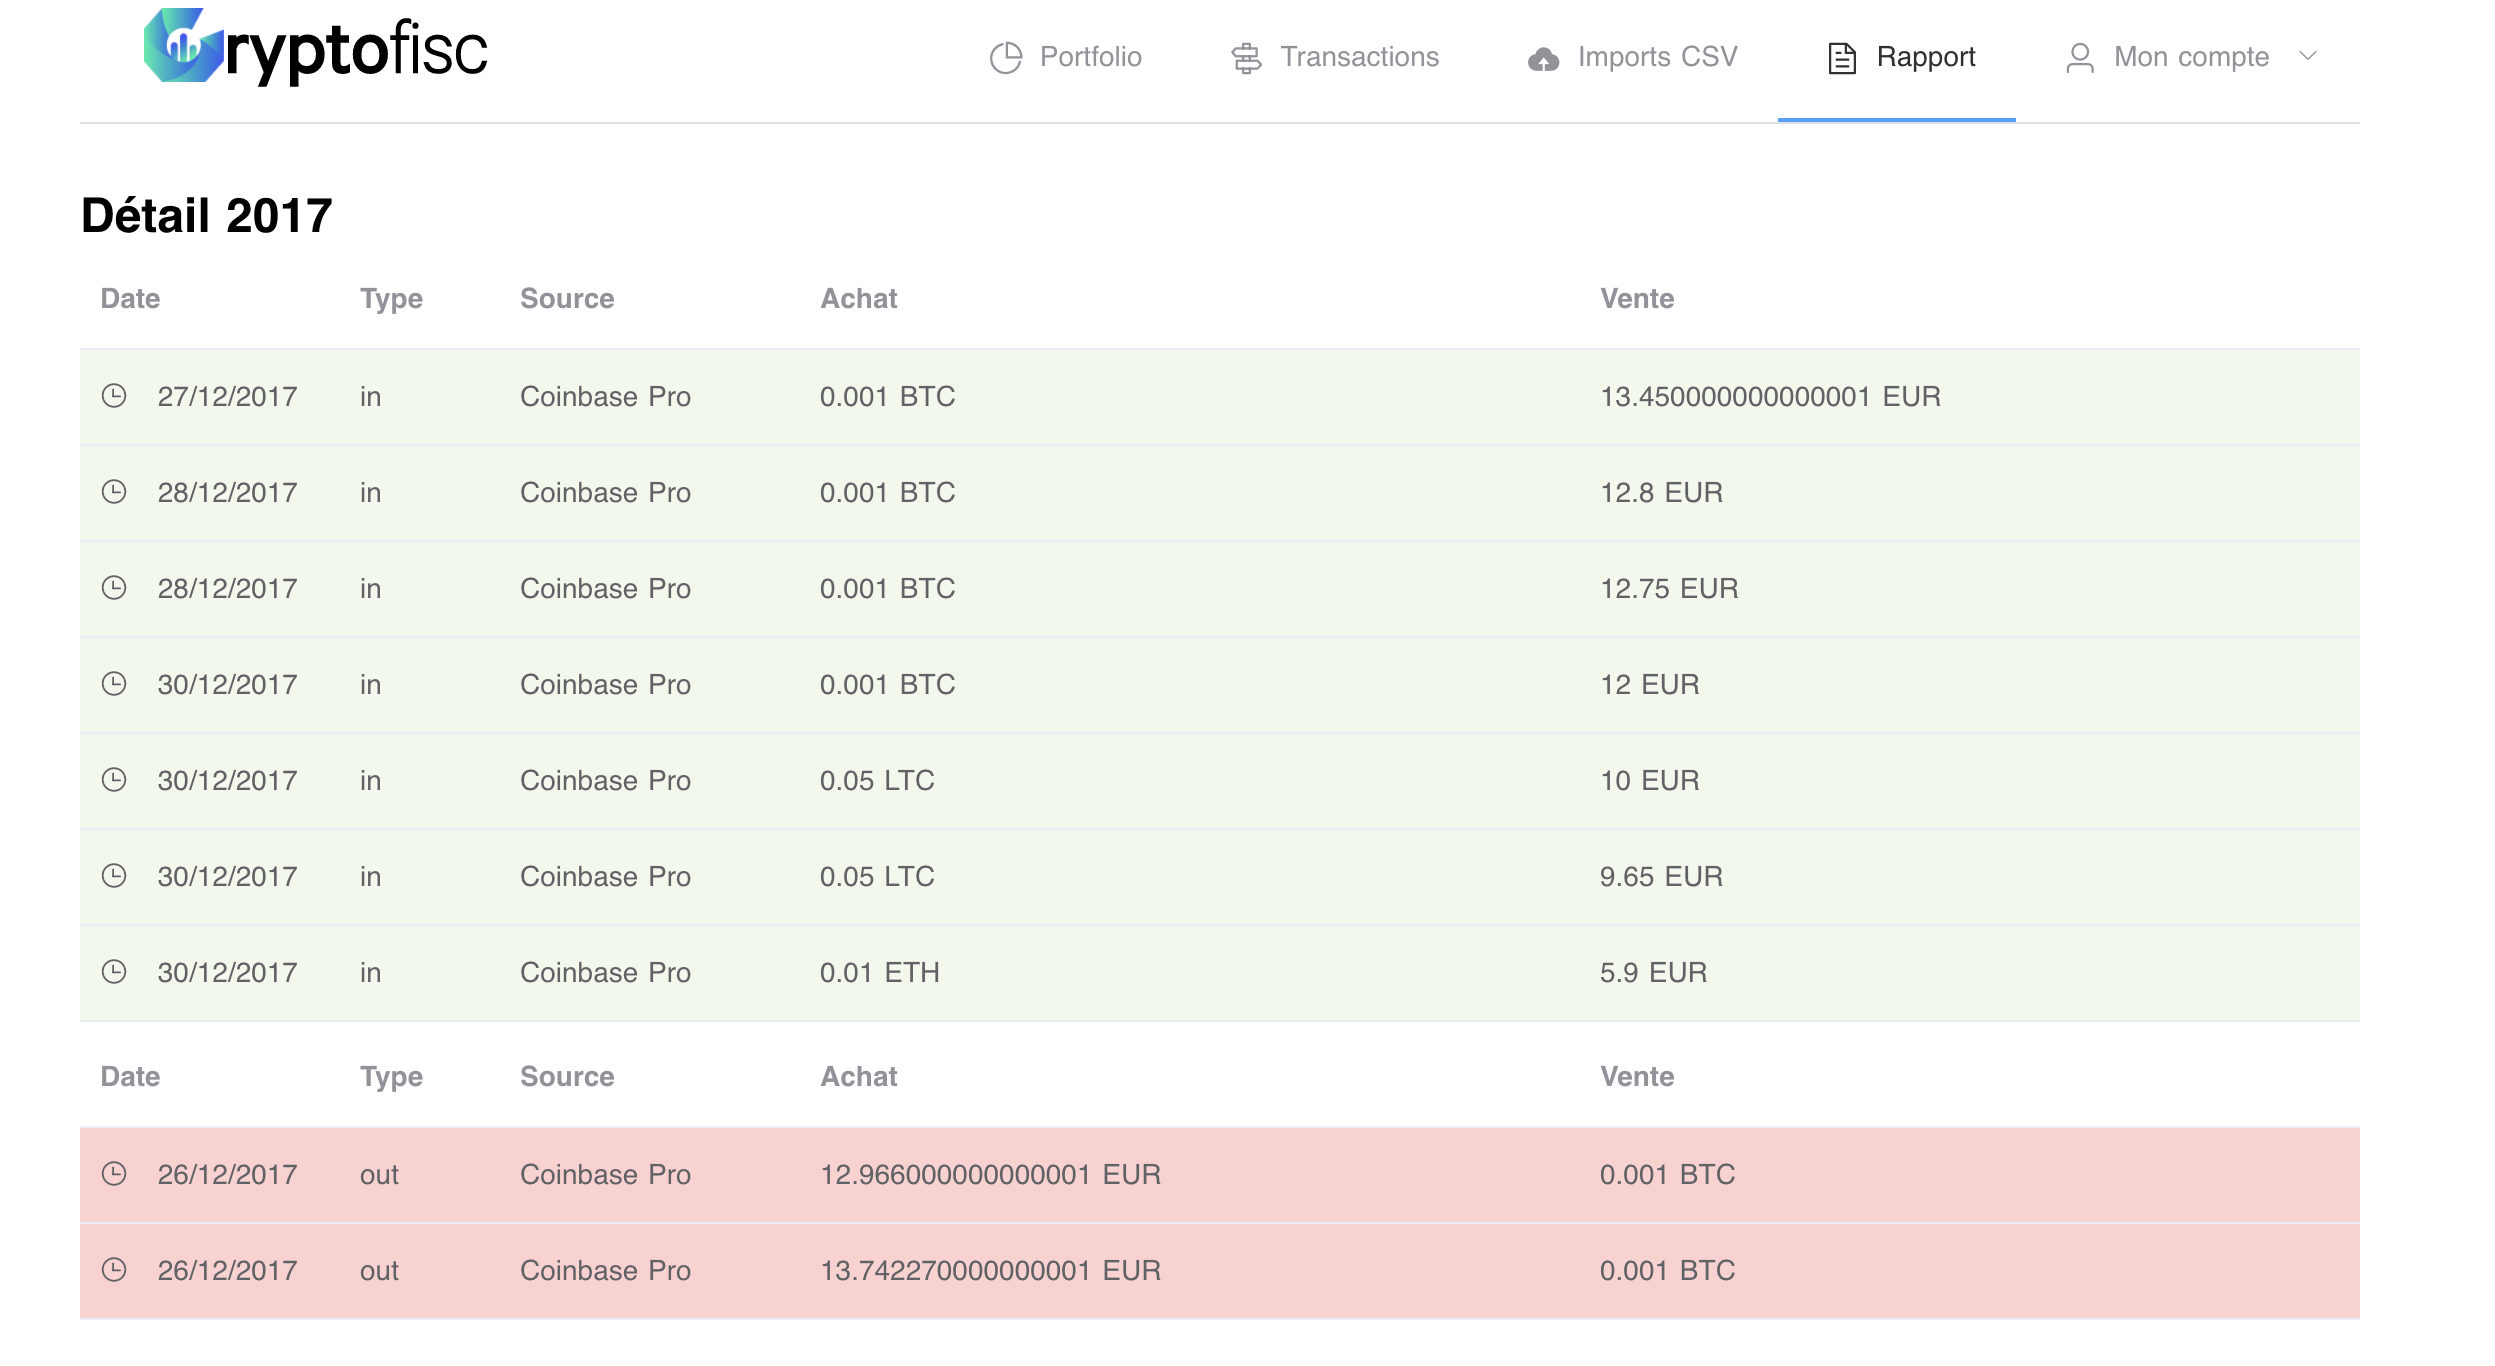 Cryptofisc
Portfolio Transactions Imports CSV Rapport Mon compte
Détail 2017
Date Type Source Achat Vente
27/12/2017 in Coinbase Pro 0.001 BTC 13.450000000000001 EUR
28/12/2017 in Coinbase Pro 0.001 BTC 12.8 EUR
28/12/2017 in Coinbase Pro 0.001 BTC 12.75 EUR
30/12/2017 in Coinbase Pro 0.001 BTC 12 EUR
30/12/2017 in Coinbase Pro 0.05 LTC 10 EUR
30/12/2017 in Coinbase Pro 0.05 LTC 9.65 EUR
30/12/2017 in Coinbase Pro 0.01 ETH 5.9 EUR
Date Type Source Achat Vente
26/12/2017 out Coinbase Pro 12.966000000000001 EUR 0.001 BTC
26/12/2017 out Coinbase Pro 13.742270000000001 EUR 0.001 BTC